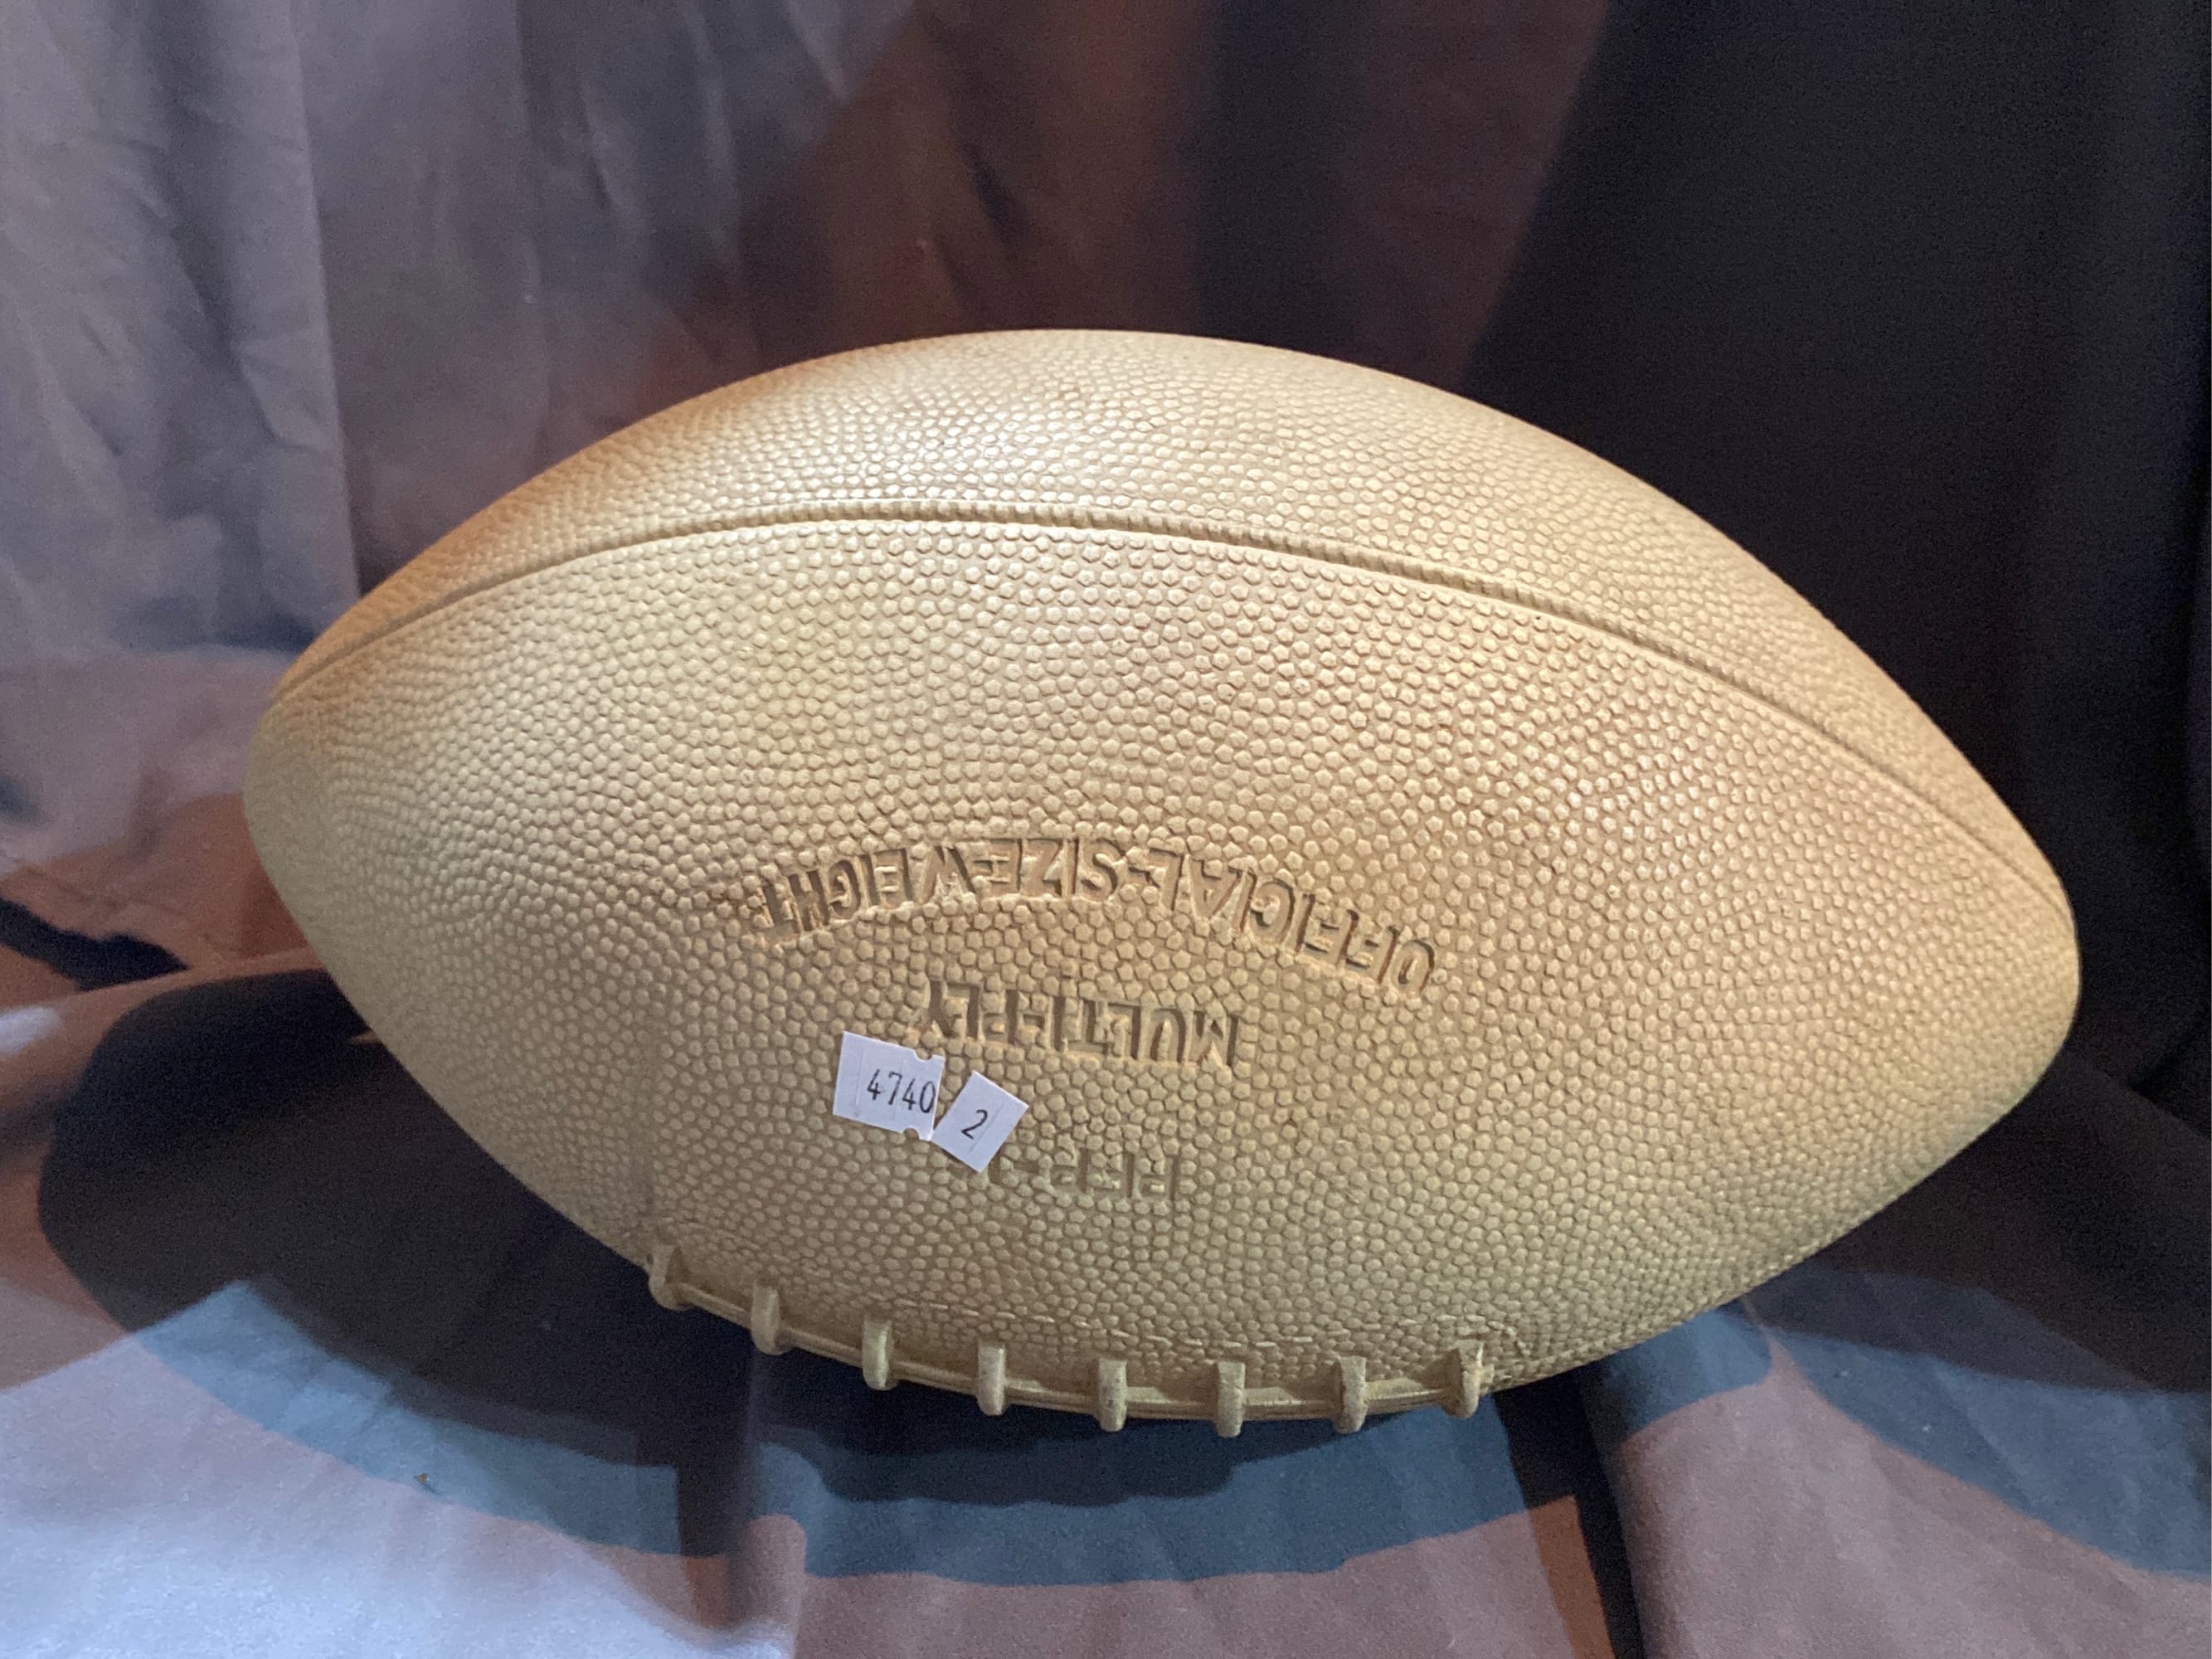 OFFICIAL-SIZE-WEIGHT
MULTI-PLY
4740
2